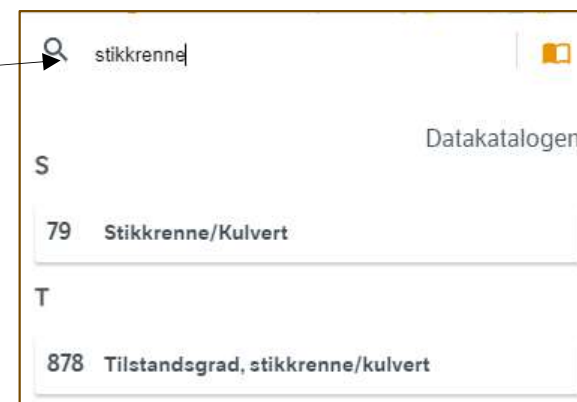 stikkrenne
Datakatalogen
S
79 Stikkrenne/Kulvert
T
878 Tilstandsgrad, stikkrenne/kulvert